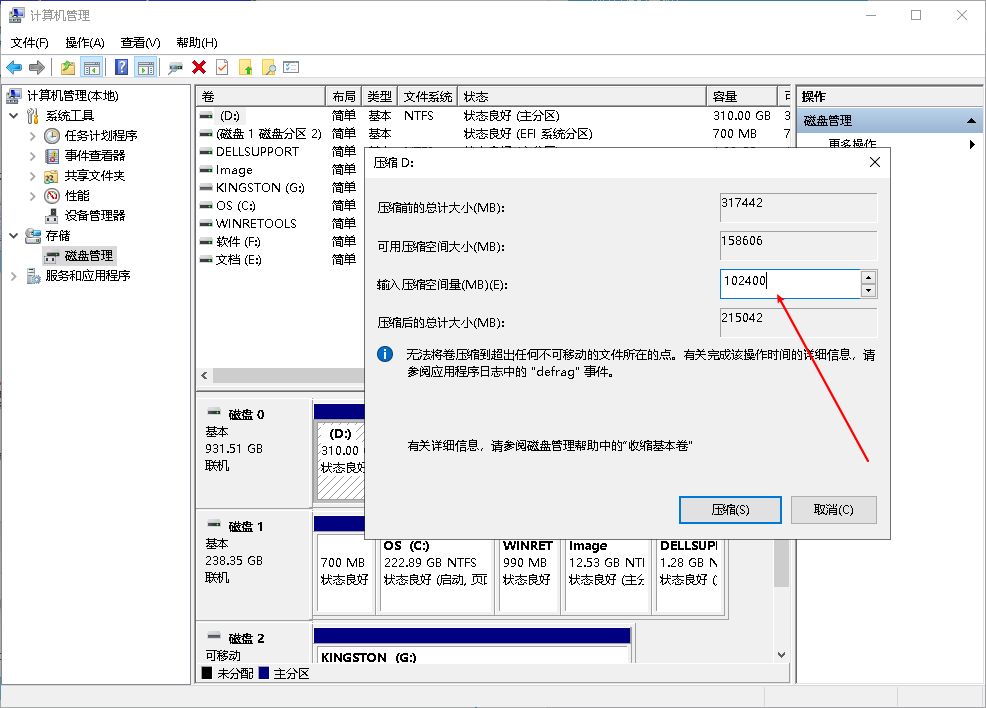 计算机管理
文件(F) 操作(A) 查看(V) 帮助(H)
计算机管理(本地)
系统工具
任务计划程序
事件查看器
共享文件夹
性能
设备管理器
存储
磁盘管理
服务和应用程序
卷 布局 类型 文件系统 状态 容量
(D:) 简单 基本 NTFS 状态良好 (主分区) 310.00 GB 3
(磁盘 1 磁盘分区 2) 简单 基本 状态良好 (EFI 系统分区) 700 MB 7
DELLSUPPORT 简单
Image 简单
KINGSTON (G:) 简单
OS (C:) 简单
WINRETOOLS 简单
软件 (F:) 简单
文档 (E:) 简单
操作
磁盘管理
更多操作
压缩 D:
压缩前的总计大小(MB): 317442
可用压缩空间大小(MB): 158606
输入压缩空间量(MB)(E): 102400
压缩后的总计大小(MB): 215042
无法将卷压缩到超出任何不可移动的文件所在的点。有关完成该操作时间的详细信息，请
参阅应用程序日志中的 "defrag" 事件。
有关详细信息，请参阅磁盘管理帮助中的“收缩基本卷”
压缩(S) 取消(C)
磁盘 0
基本
931.51 GB
联机
(D:)
310.00
状态良好
磁盘 1
基本
238.35 GB
联机
700 MB
状态良好
OS (C:)
222.89 GB NTFS
状态良好 (启动, 页
WINRET
990 MB
状态良好
Image
12.53 GB NTI
状态良好 (主分
DELLSUPI
1.28 GB N
状态良好 (
磁盘 2
可移动
KINGSTON (G:)
未分配 主分区